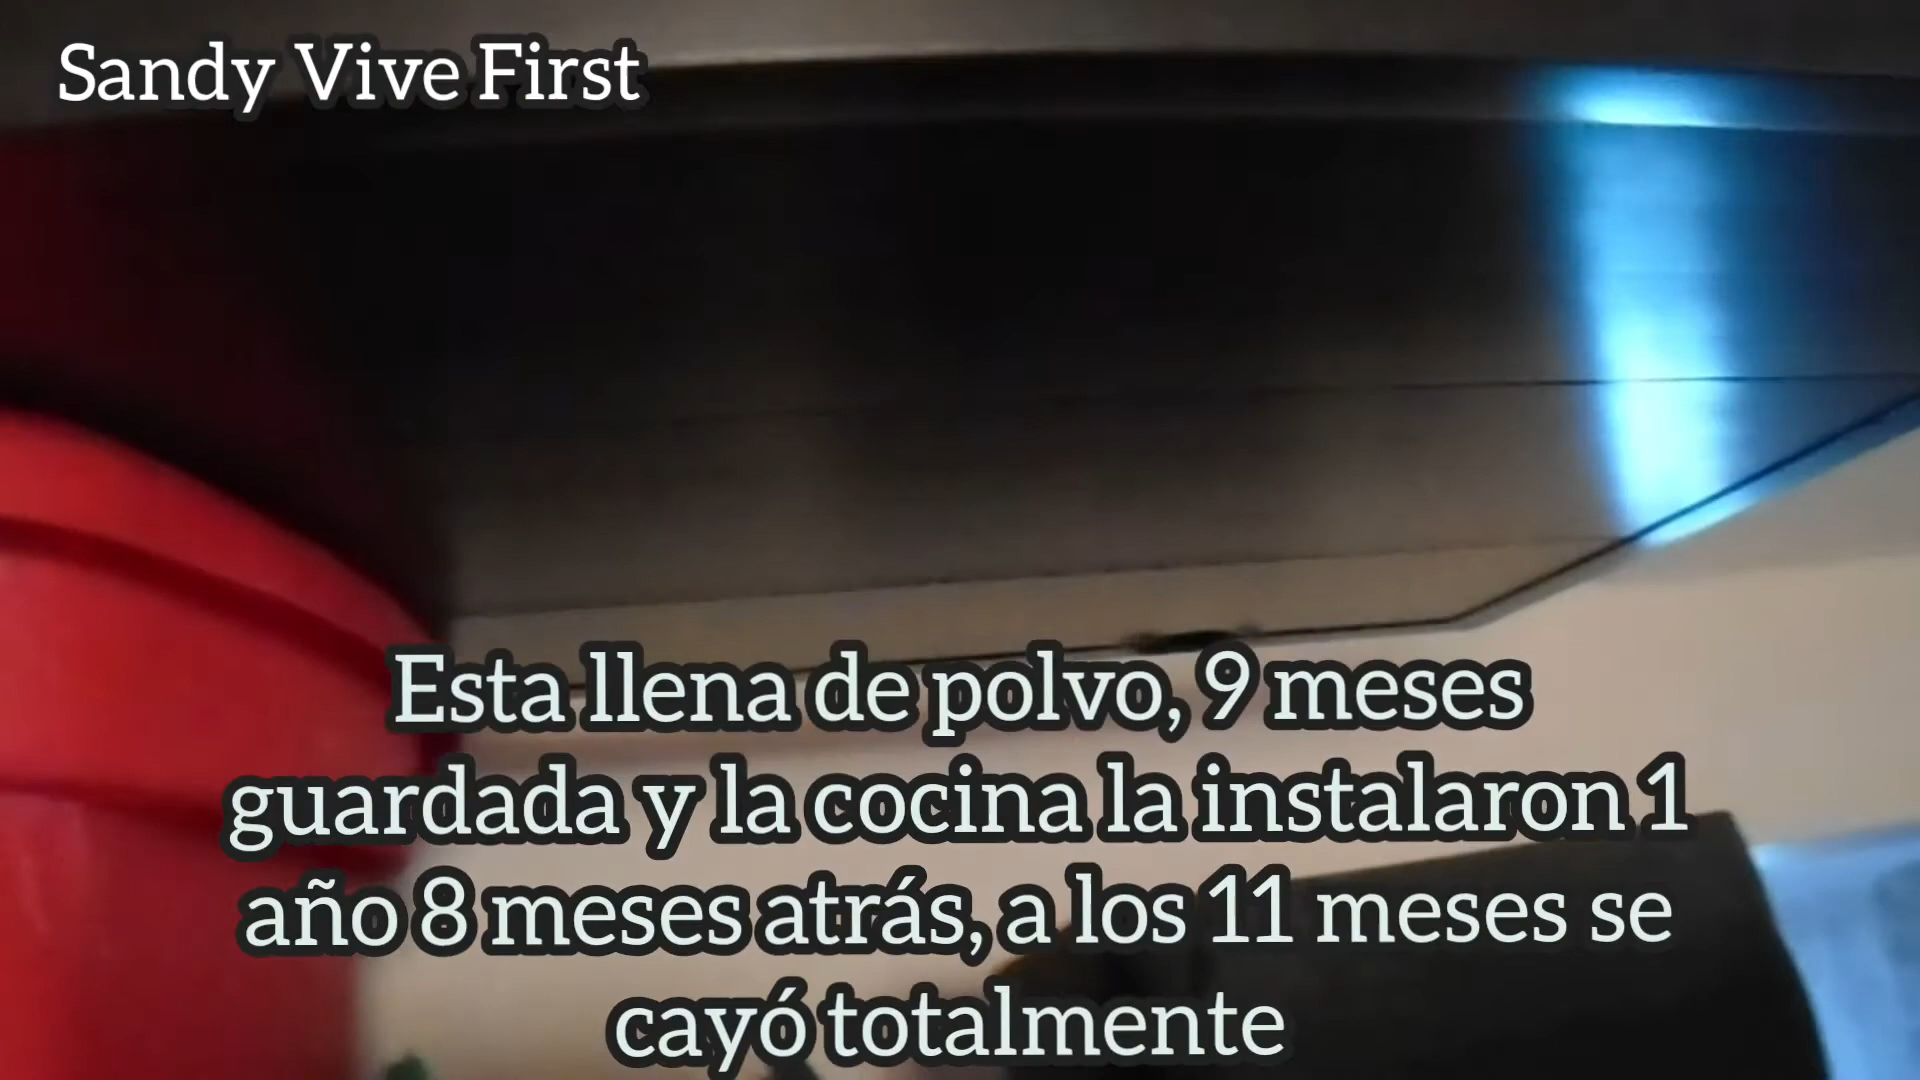 Sandy Vive First
Esta llena de polvo, 9 meses
guardada y la cocina la instalaron 1
año 8 meses atrás, a los 11 meses se
cayó totalmente